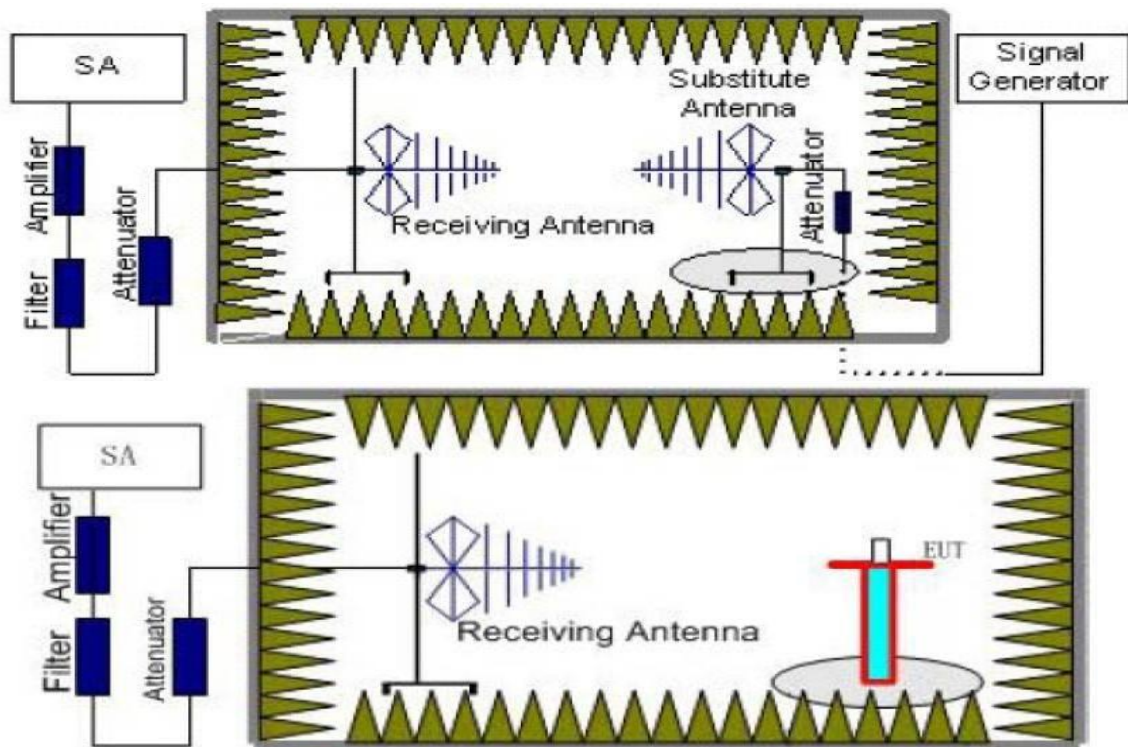 SA
Signal
Generator
Substitute
Antenna
Amplifier
Attenuator
Attenuator
Receiving Antenna
Filter
SA
Amplifier
EUT
Attenuator
Receiving Antenna
Filter